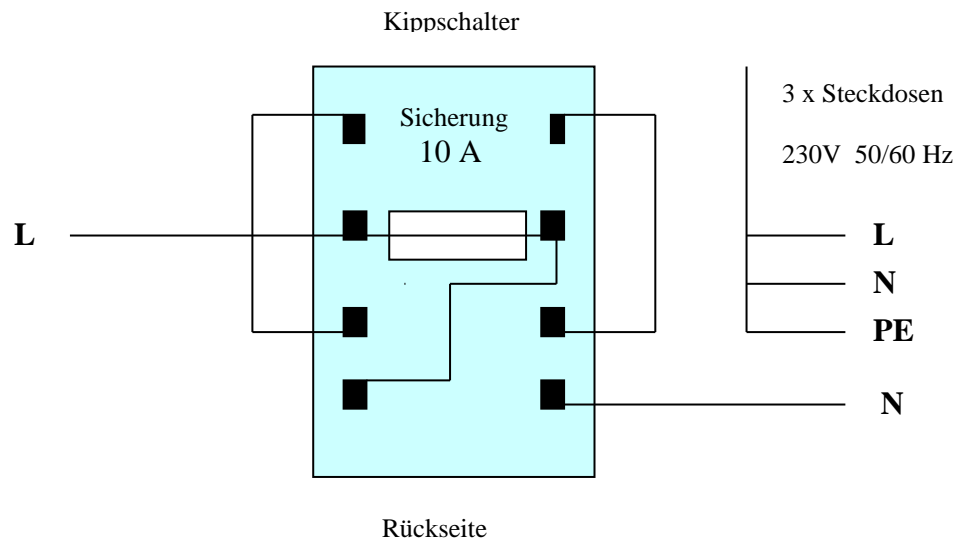 Kippschalter
3 x Steckdosen
Sicherung
10 A
230V 50/60 Hz
L
L
N
PE
N
Rückseite